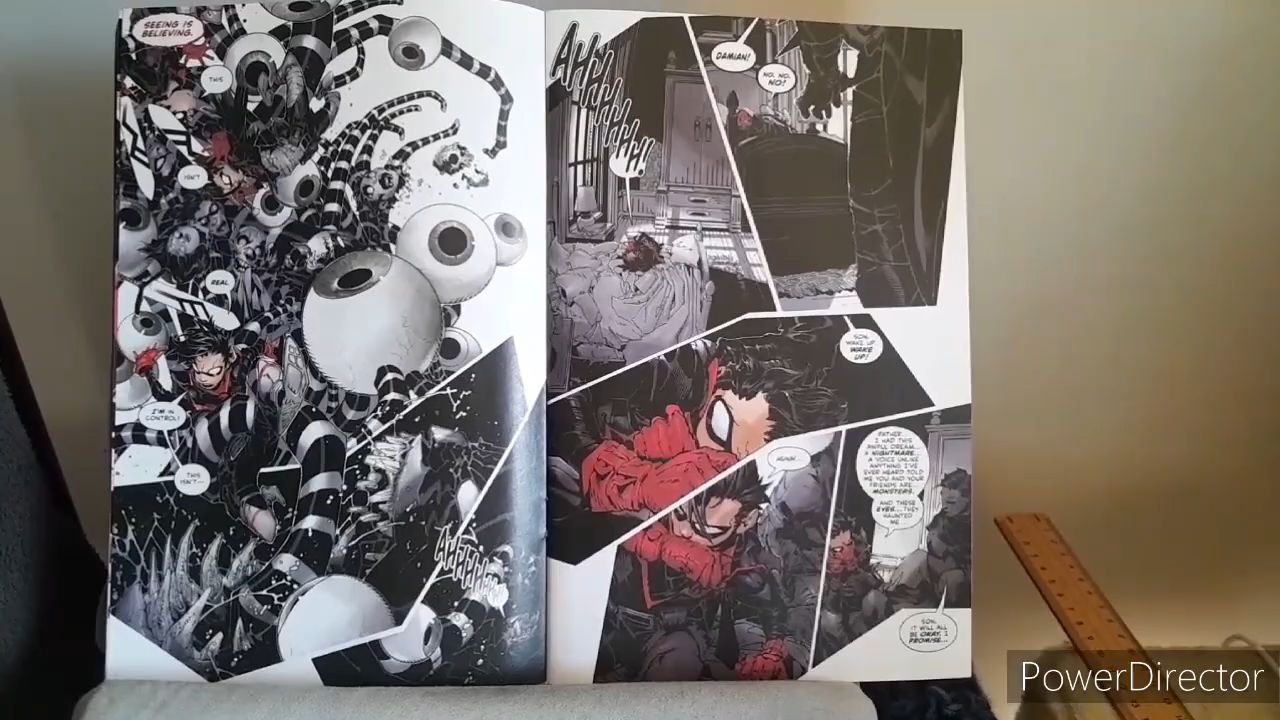 SEEING IS
BELIEVING.
THIS
ISN'T
REAL
I'M IN
CONTROL!
THIS
ISN'T...
AHHHHH
AHHHHHHH!
DAMIAN!
NO, NO,
NO!
SON,
WAKE UP.
WAKE
UP!
HUHH...
FATHER...
I HAD THIS
AWFUL DREAM...
A NIGHTMARE...
A VOICE UNLIKE
ANYTHING I'VE
EVER HEARD TOLD
ME YOU AND YOUR
FRIENDS ARE...
MONSTERS.
AND THESE
EYES... THEY
HAUNTED
ME...
SON,
IT WILL ALL
BE OKAY. I
PROMISE...
PowerDirector